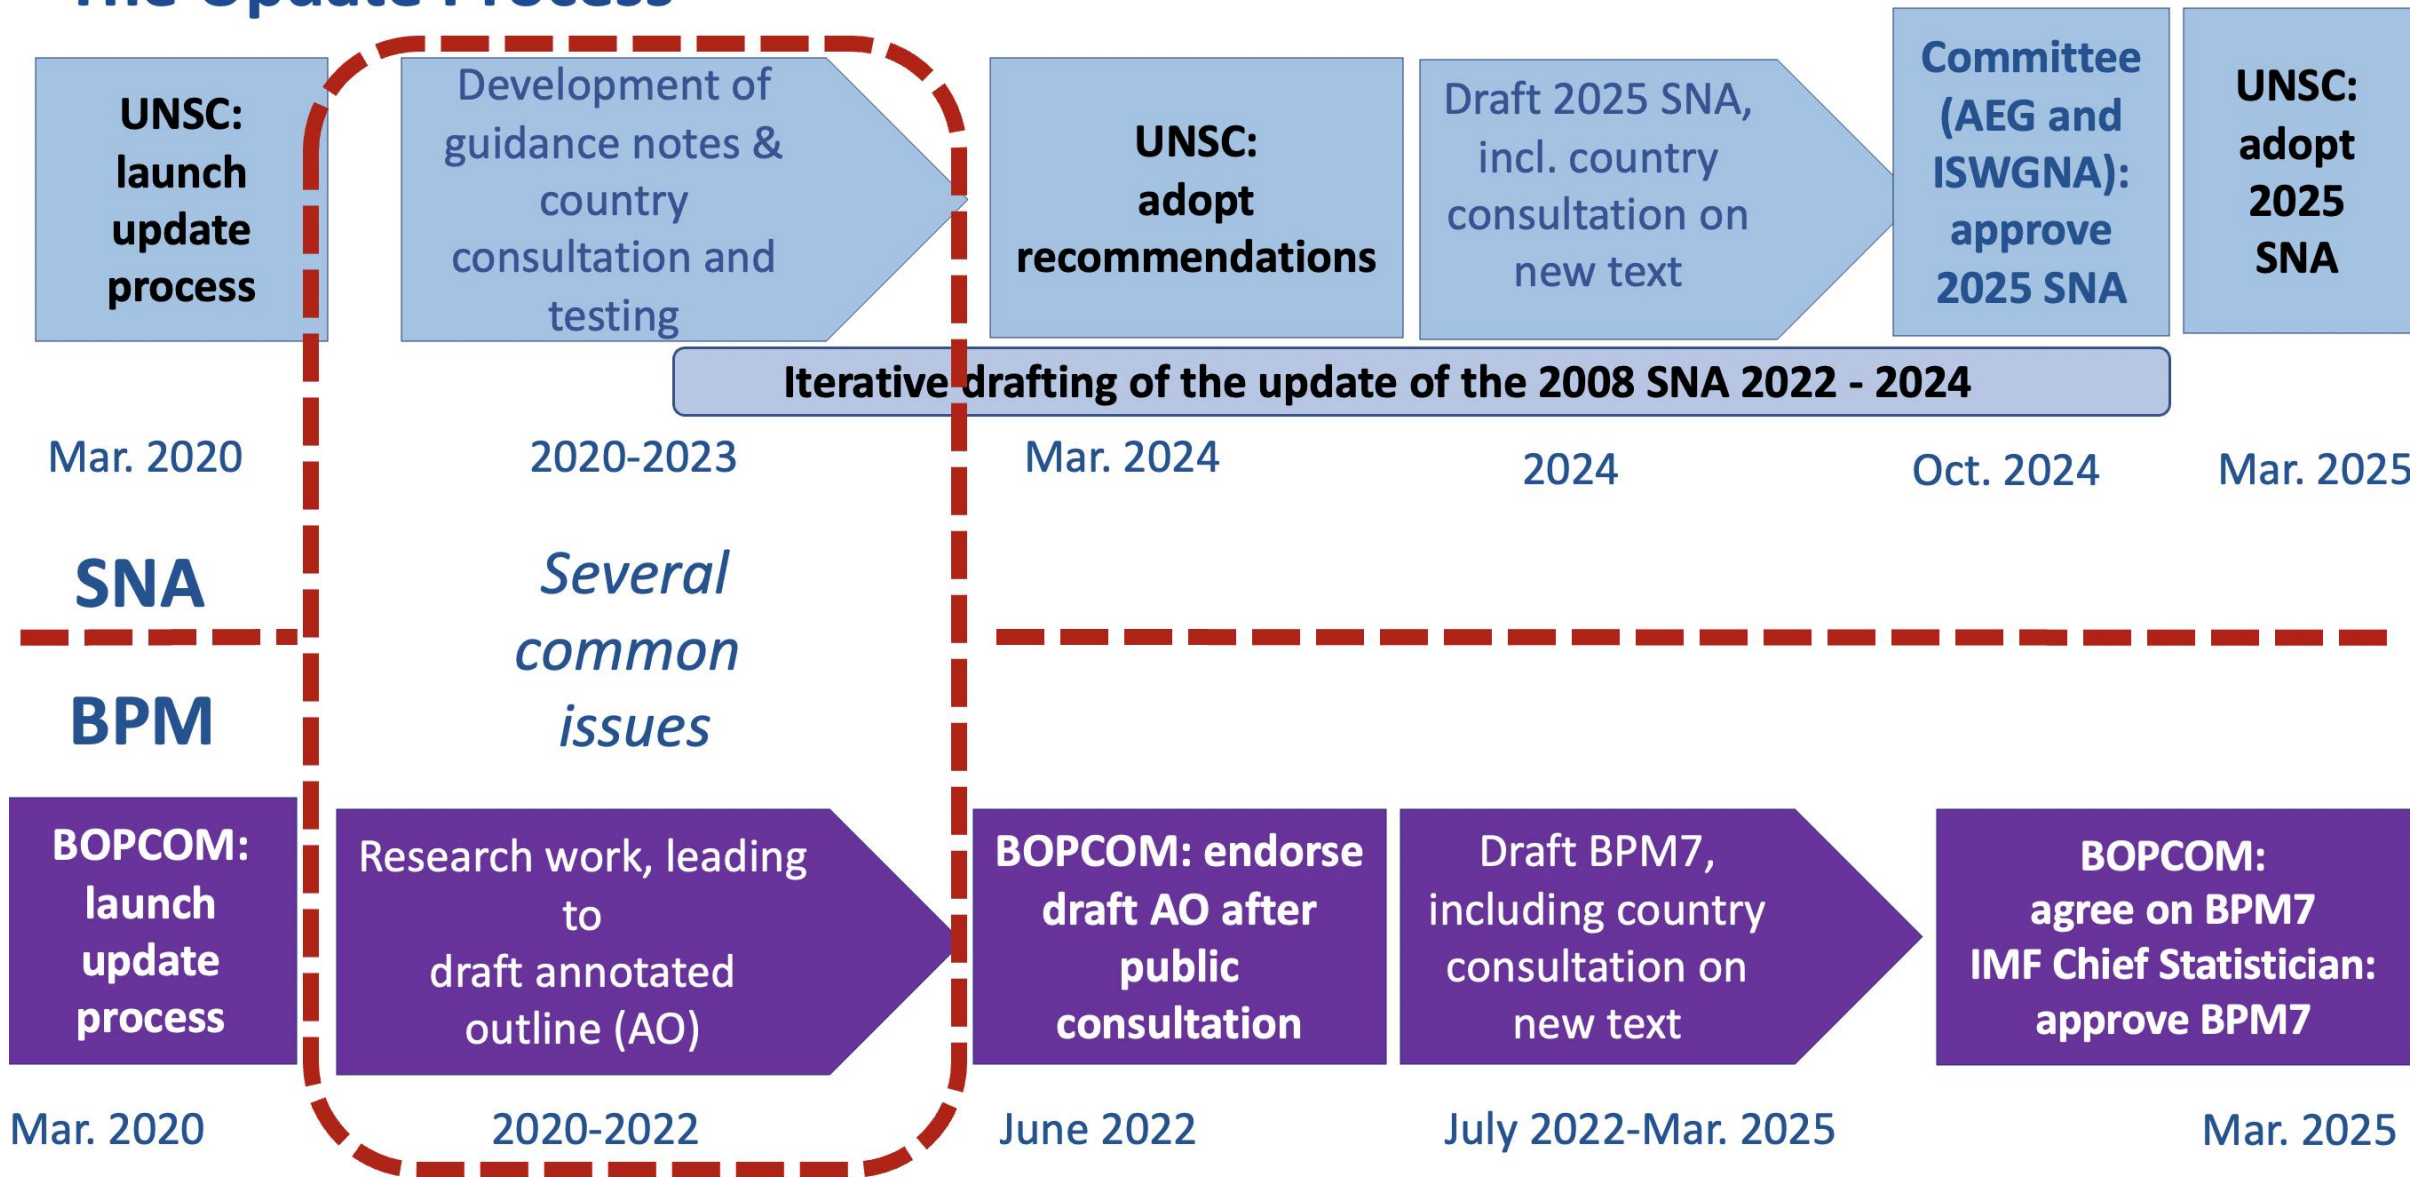 The Update Process
UNSC:
launch
update
process
Development of
guidance notes &
country
consultation and
testing
UNSC:
adopt
recommendations
Draft 2025 SNA,
incl. country
consultation on
new text
Committee
(AEG and
ISWGNA):
approve
2025 SNA
UNSC:
adopt
2025
SNA
Iterative drafting of the update of the 2008 SNA 2022 - 2024
Mar. 2020
2020-2023
Mar. 2024
2024
Oct. 2024
Mar. 2025
SNA
Several
common
issues
BPM
BOPCOM:
launch
update
process
Research work, leading
to
draft annotated
outline (AO)
BOPCOM: endorse
draft AO after
public
consultation
Draft BPM7,
including country
consultation on
new text
BOPCOM:
agree on BPM7
IMF Chief Statistician:
approve BPM7
Mar. 2020
2020-2022
June 2022
July 2022-Mar. 2025
Mar. 2025